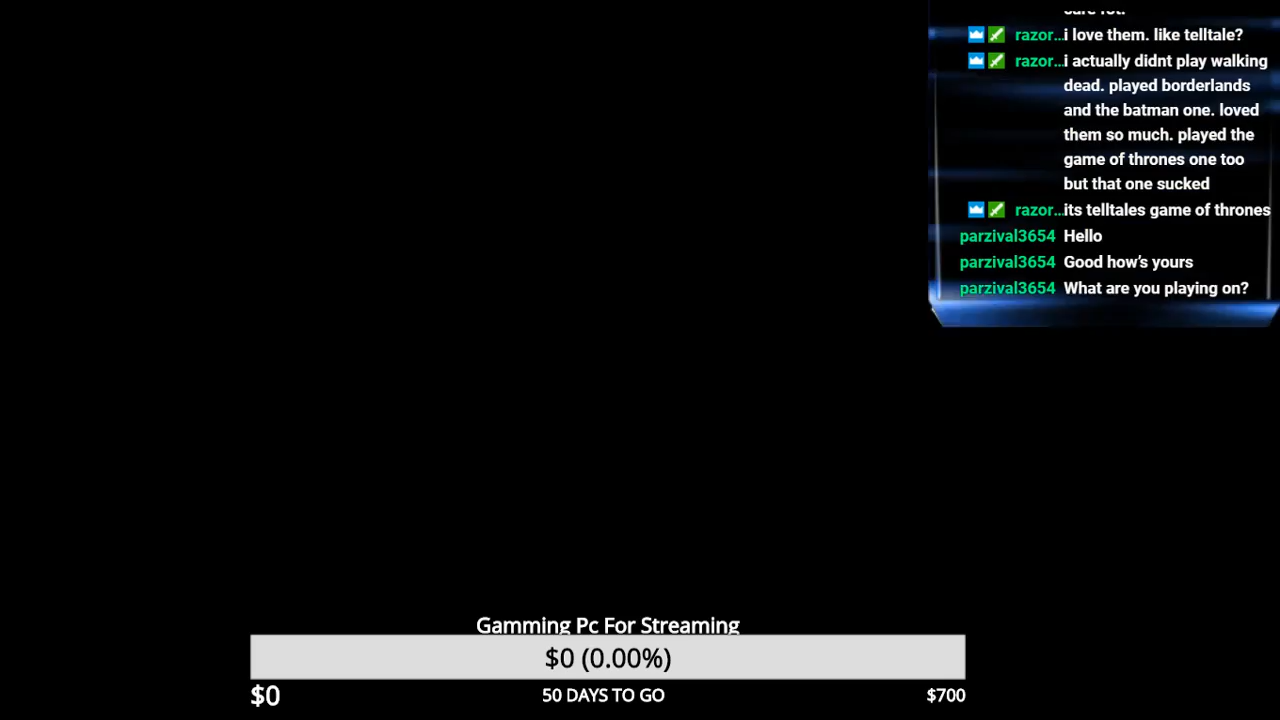 razor...i love them. like telltale?
razor...i actually didnt play walking
dead. played borderlands
and the batman one. loved
them so much. played the
game of thrones one too
but that one sucked
razor...its telltales game of thrones
parzival3654 Hello
parzival3654 Good how’s yours
parzival3654 What are you playing on?
Gamming Pc For Streaming
$0 (0.00%)
$0 50 DAYS TO GO $700